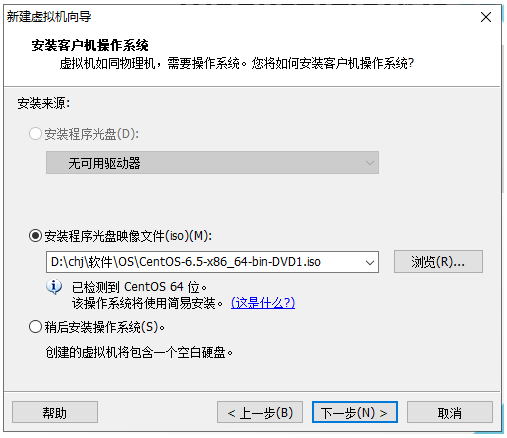 新建虚拟机向导
安装客户机操作系统
虚拟机如同物理机，需要操作系统。您将如何安装客户机操作系统?
安装来源:
安装程序光盘(D):
无可用驱动器
安装程序光盘映像文件(iso)(M):
D:\chj\软件\OS\CentOS-6.5-x86_64-bin-DVD1.iso
浏览(R)...
已检测到 CentOS 64 位。
该操作系统将使用简易安装。 (这是什么?)
稍后安装操作系统(S)。
创建的虚拟机将包含一个空白硬盘。
帮助
< 上一步(B)
下一步(N) >
取消